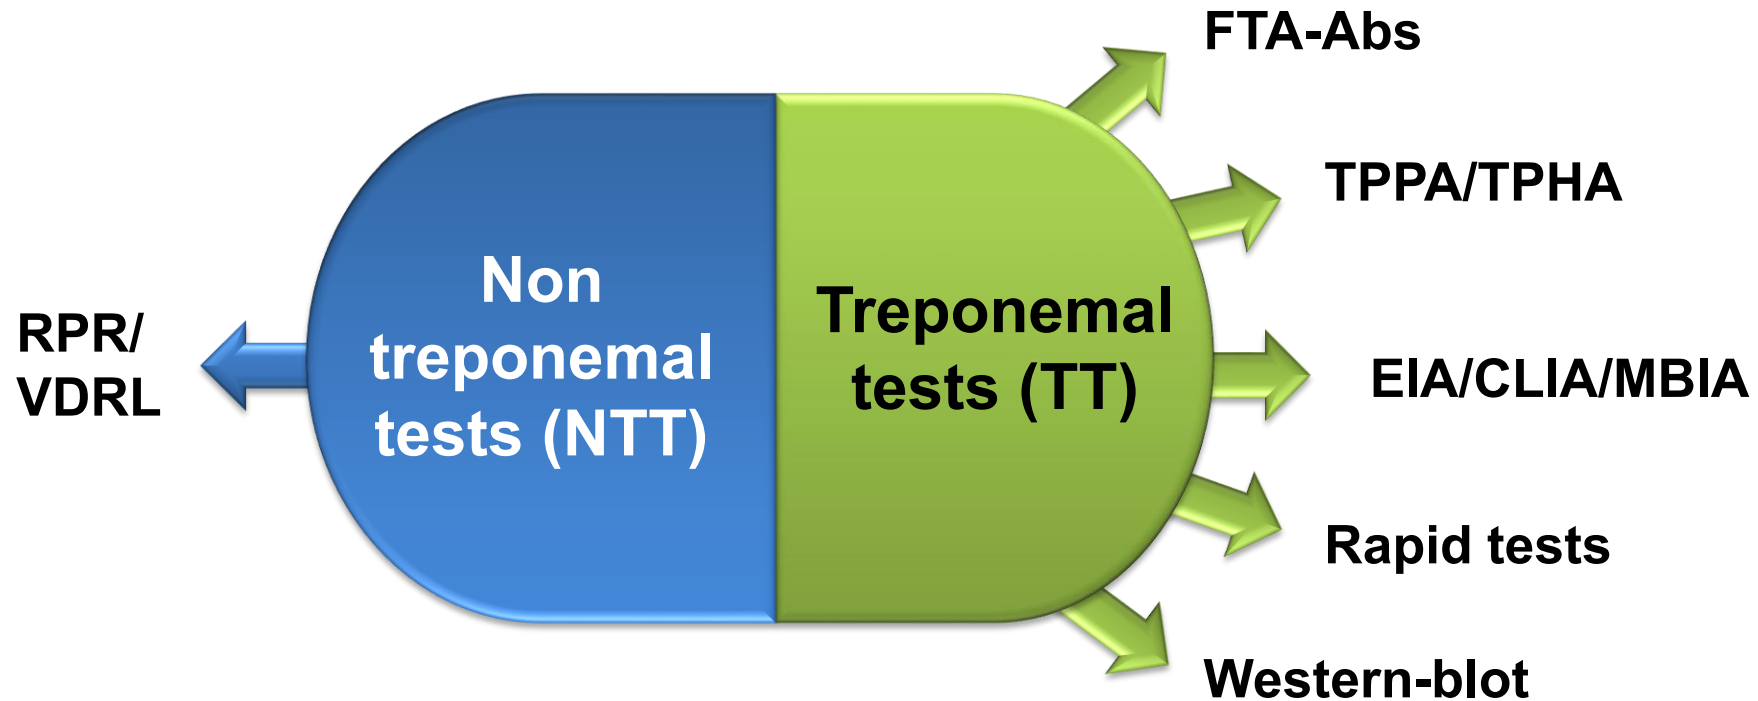 RPR/
VDRL
Non
treponemal
tests (NTT)
Treponemal
tests (TT)
FTA-Abs
TPPA/TPHA
EIA/CLIA/MBIA
Rapid tests
Western-blot